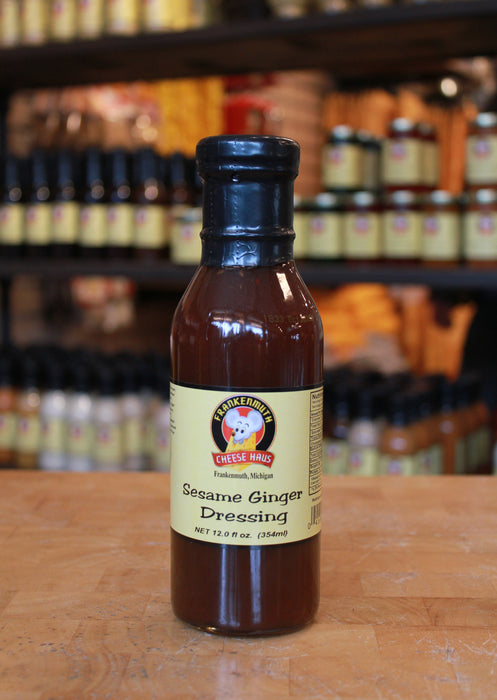 FRANKENMUTH
CHEESE HAUS
Frankenmuth, Michigan
Sesame Ginger
Dressing
NET 12.0 fl oz. (354ml)